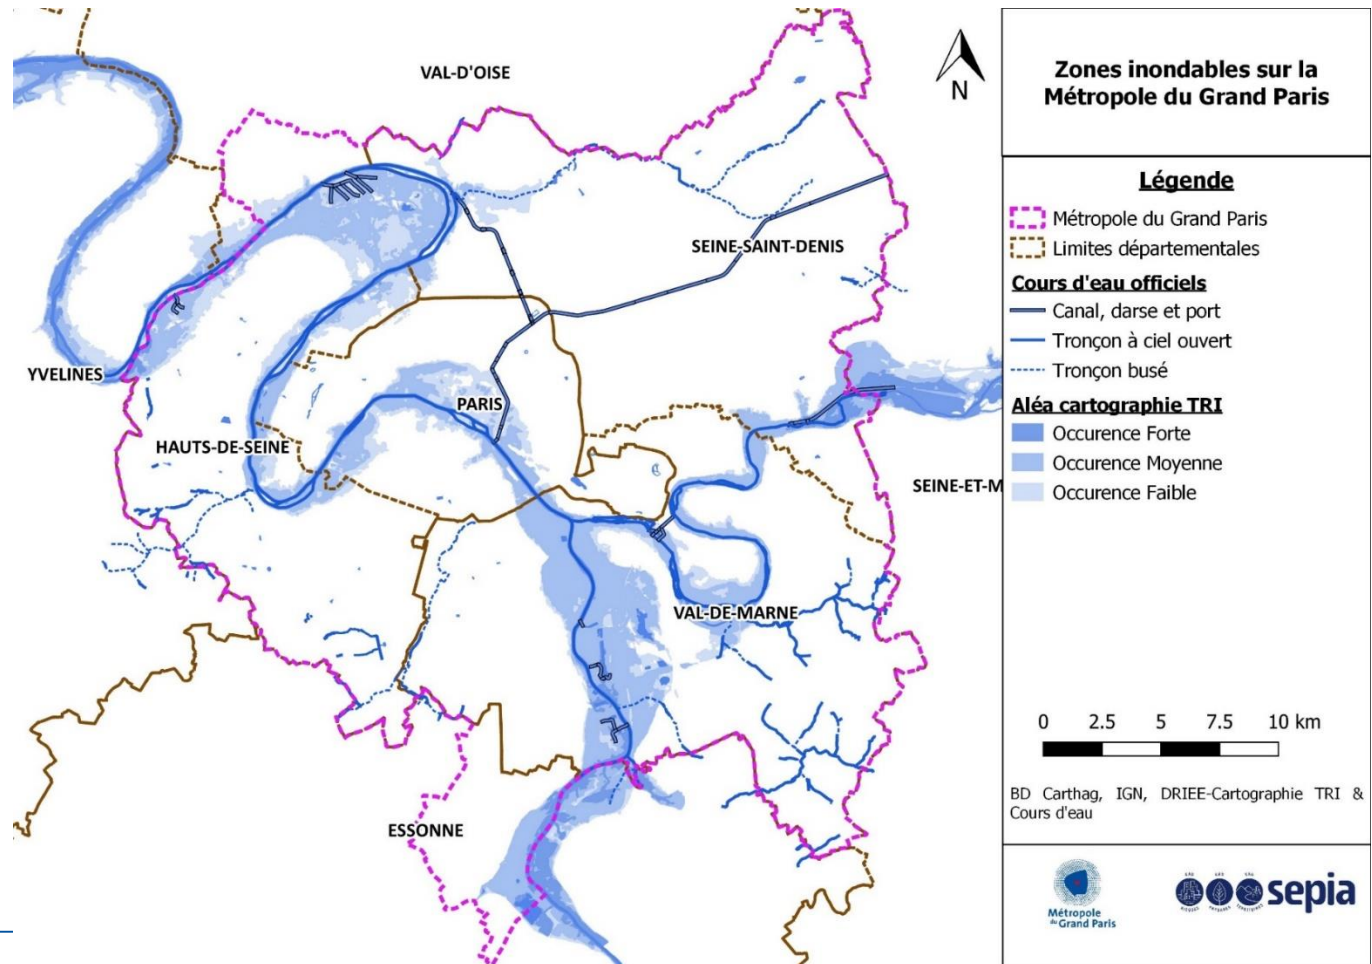 VAL-D'OISE
N
SEINE-SAINT-DENIS
YVELINES
PARIS
HAUTS-DE-SEINE
SEINE-ET-M
VAL-DE-MARNE
ESSONNE
Zones inondables sur la
Métropole du Grand Paris
Légende
Métropole du Grand Paris
Limites départementales
Cours d'eau officiels
Canal, darse et port
Tronçon à ciel ouvert
Tronçon busé
Aléa cartographie TRI
Occurence Forte
Occurence Moyenne
Occurence Faible
0 2.5 5 7.5 10 km
BD Carthag, IGN, DRIEE-Cartographie TRI &
Cours d'eau
Métropole
du Grand Paris
sepia